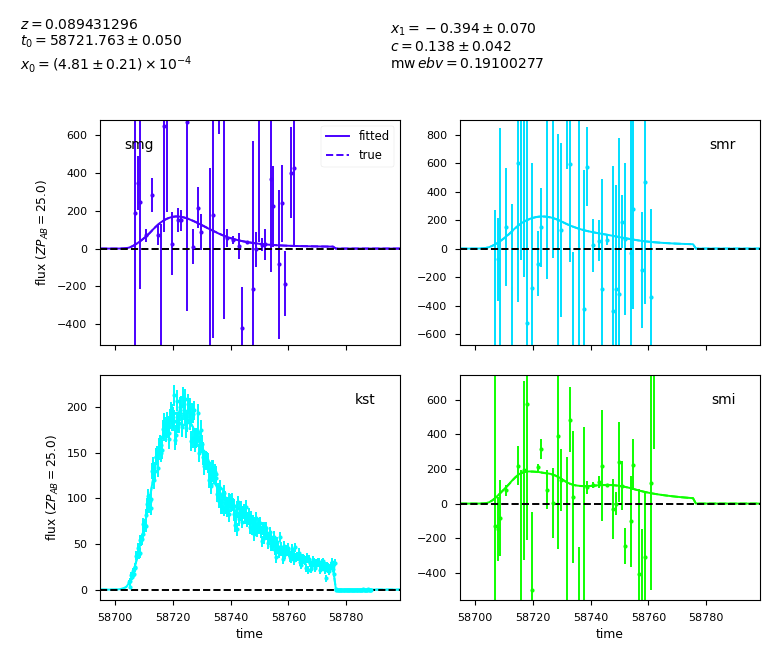 z = 0.089431296
t₀ = 58721.763 ± 0.050
x₀ = (4.81 ± 0.21) × 10⁻⁴
x₁ = −0.394 ± 0.070
c = 0.138 ± 0.042
mw ebv = 0.19100277
smg
fitted
true
flux (ZP_AB = 25.0)
600
400
200
0
−200
−400
smr
800
600
400
200
0
−200
−400
−600
kst
flux (ZP_AB = 25.0)
200
150
100
50
0
58700 58720 58740 58760 58780
time
smi
600
400
200
0
−200
−400
58700 58720 58740 58760 58780
time